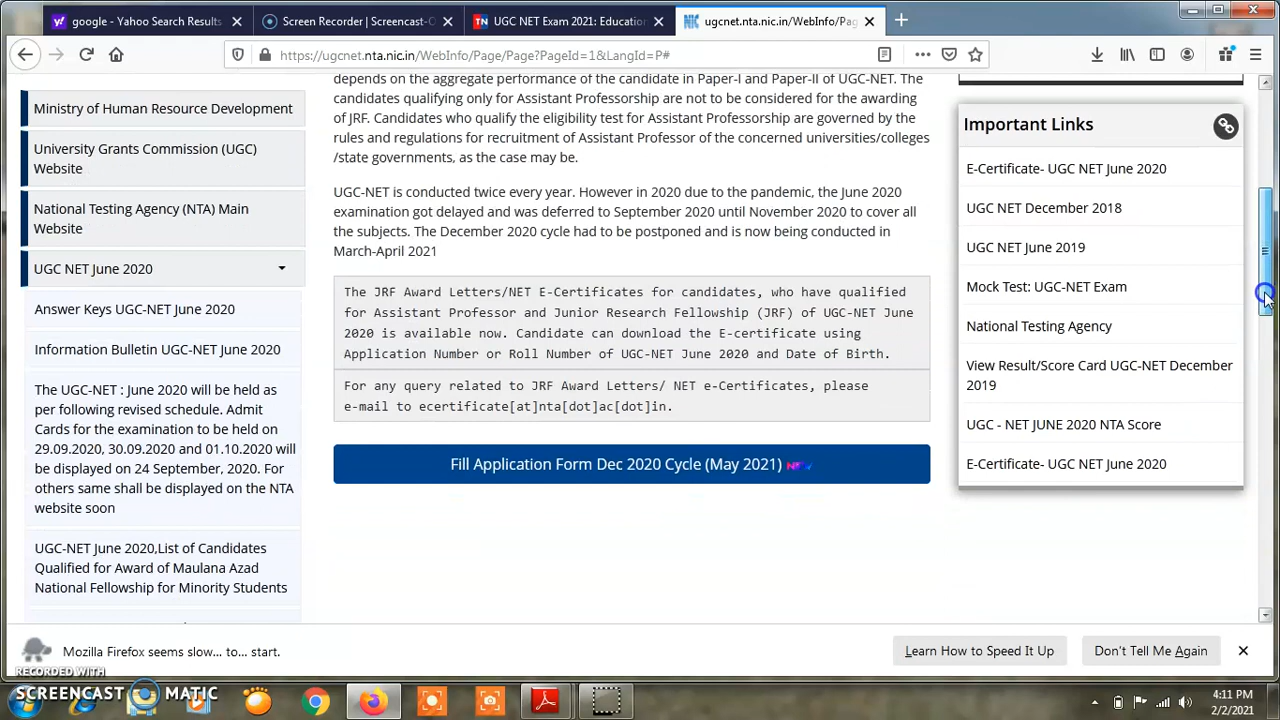 google - Yahoo Search Results
Screen Recorder | Screencast-O
UGC NET Exam 2021: Education
ugcnet.nta.nic.in/WebInfo/Pag
https://ugcnet.nta.nic.in/WebInfo/Page/Page?PageId=1&LangId=P#
depends on the aggregate performance of the candidate in Paper-I and Paper-II of UGC-NET. The
candidates qualifying only for Assistant Professorship are not to be considered for the awarding
of JRF. Candidates who qualify the eligibility test for Assistant Professorship are governed by the
rules and regulations for recruitment of Assistant Professor of the concerned universities/colleges
/state governments, as the case may be.
UGC-NET is conducted twice every year. However in 2020 due to the pandemic, the June 2020
examination got delayed and was deferred to September 2020 until November 2020 to cover all
the subjects. The December 2020 cycle had to be postponed and is now being conducted in
March-April 2021
The JRF Award Letters/NET E-Certificates for candidates, who have qualified
for Assistant Professor and Junior Research Fellowship (JRF) of UGC-NET June
2020 is available now. Candidate can download the E-certificate using
Application Number or Roll Number of UGC-NET June 2020 and Date of Birth.
For any query related to JRF Award Letters/ NET e-Certificates, please
e-mail to ecertificate[at]nta[dot]ac[dot]in.
Fill Application Form Dec 2020 Cycle (May 2021) NEW
Ministry of Human Resource Development
University Grants Commission (UGC)
Website
National Testing Agency (NTA) Main
Website
UGC NET June 2020
Answer Keys UGC-NET June 2020
Information Bulletin UGC-NET June 2020
The UGC-NET : June 2020 will be held as
per following revised schedule. Admit
Cards for the examination to be held on
29.09.2020, 30.09.2020 and 01.10.2020 will
be displayed on 24 September, 2020. For
others same shall be displayed on the NTA
website soon
UGC-NET June 2020,List of Candidates
Qualified for Award of Maulana Azad
National Fellowship for Minority Students
Important Links
E-Certificate- UGC NET June 2020
UGC NET December 2018
UGC NET June 2019
Mock Test: UGC-NET Exam
National Testing Agency
View Result/Score Card UGC-NET December
2019
UGC - NET JUNE 2020 NTA Score
E-Certificate- UGC NET June 2020
Mozilla Firefox seems slow... to... start.
Learn How to Speed It Up
Don't Tell Me Again
RECORDED WITH
SCREENCAST MATIC
4:11 PM
2/2/2021